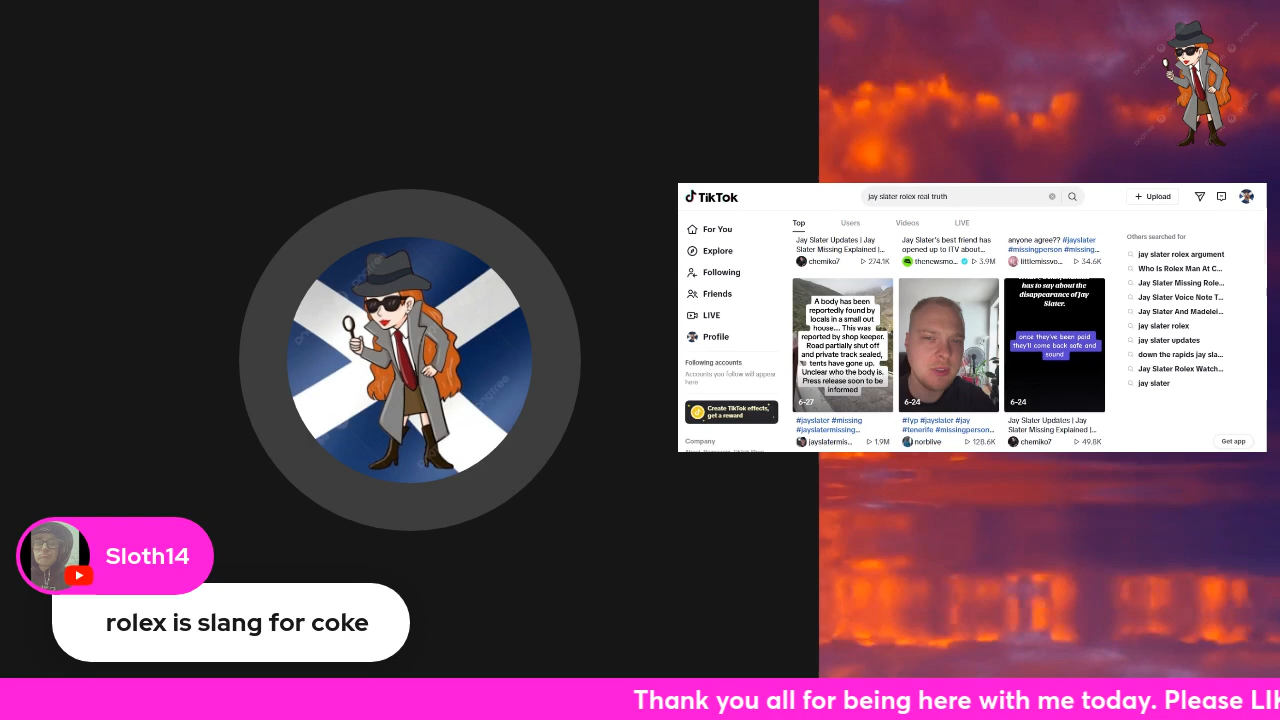 TikTok
jay slater rolex real truth
Upload
Top
Users
Videos
LIVE
For You
Explore
Following
Friends
LIVE
Profile
Following accounts
Accounts you follow will appear
here
Create TikTok effects,
get a reward
Company
Jay Slater Updates | Jay
Slater Missing Explained |...
chemiko7
274.1K
Jay Slater's best friend has
opened up to ITV about...
thenewsmo...
3.9M
anyone agree?? #jayslater
#missingperson #missing...
littlemissvo...
34.6K
A body has been
reportedly found by
locals in a small out
house... This was
reported by shop keeper.
Road partially shut off
and private track sealed,
tents have gone up.
Unclear who the body is.
Press release soon to be
informed
6-27
#jayslater #missing
#jayslatermissing...
jayslatermis...
1.9M
6-24
#fyp #jayslater #jay
#tenerife #missingperson...
norblive
128.6K
has to say about the
disappearance of Jay
Slater.
once they've been paid
they'll come back safe and
sound
6-24
Jay Slater Updates | Jay
Slater Missing Explained |...
chemiko7
49.8K
Others searched for
jay slater rolex argument
Who Is Rolex Man At C...
Jay Slater Missing Role...
Jay Slater Voice Note T...
Jay Slater And Madelei...
jay slater rolex
jay slater updates
down the rapids jay sla...
Jay Slater Rolex Watch...
jay slater
Get app
Sloth14
rolex is slang for coke
Thank you all for being here with me today. Please LI